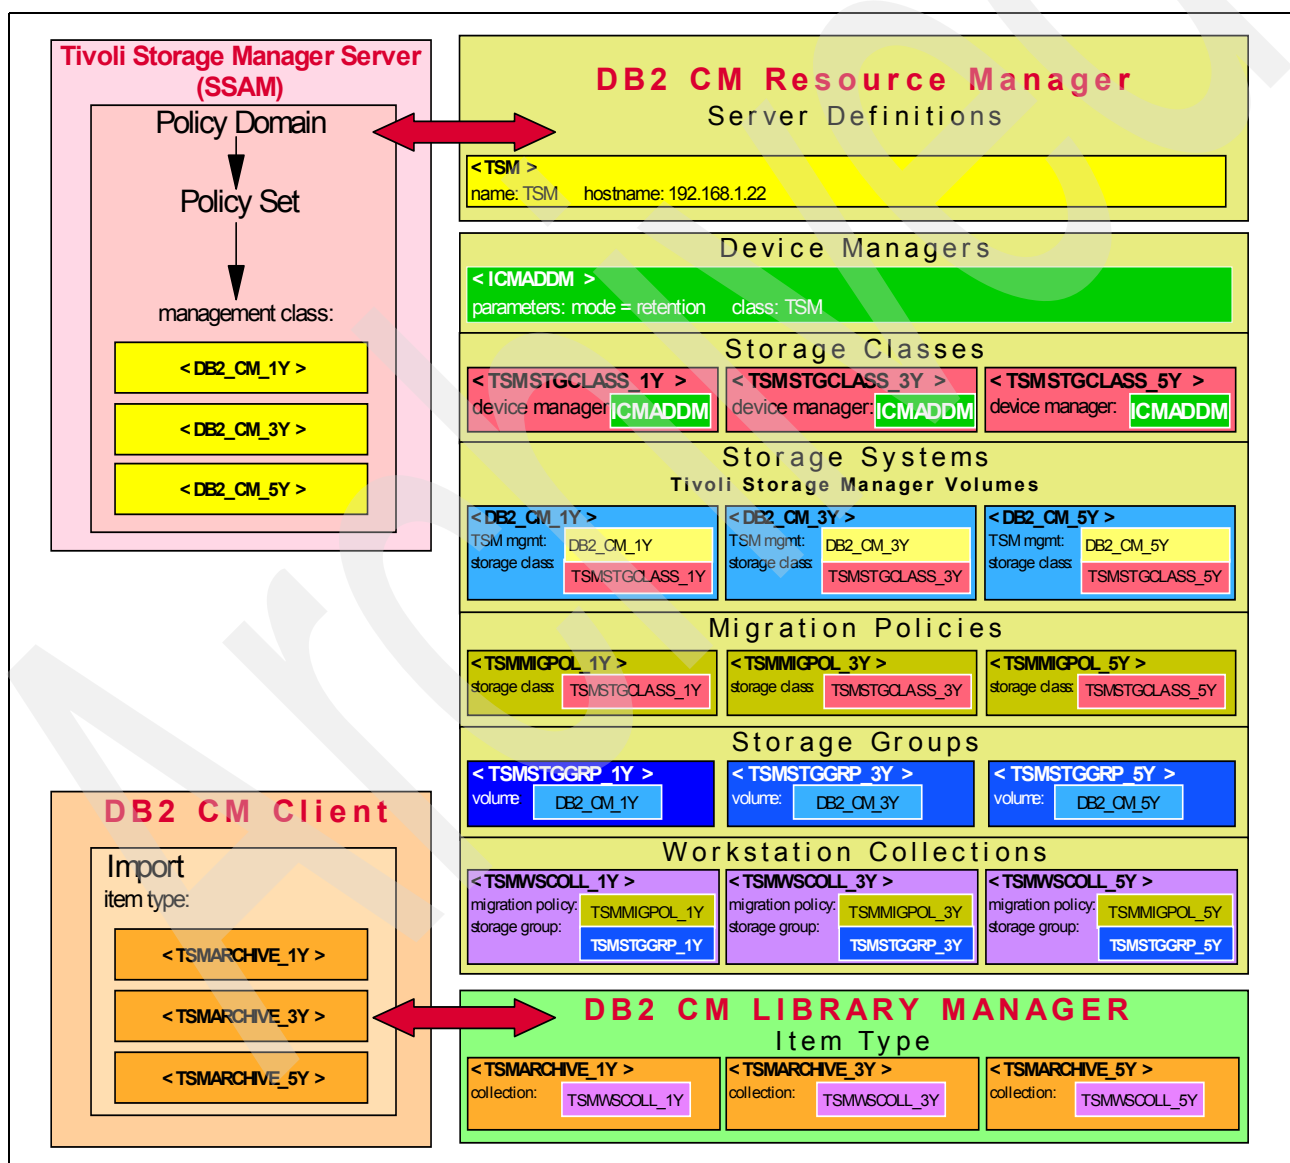 Tivoli Storage Manager Server
(SSAM)
Policy Domain
Policy Set
management class:
< DB2_CM_1Y >
< DB2_CM_3Y >
< DB2_CM_5Y >
DB2 CM Resource Manager
Server Definitions
< TSM >
name: TSM hostname: 192.168.1.22
Device Managers
< ICMADDM >
parameters: mode = retention class: TSM
Storage Classes
< TSMSTGCLASS_1Y > < TSMSTGCLASS_3Y > < TSMSTGCLASS_5Y >
device manager ICMADDM device manager: ICMADDM device manager: ICMADDM
Storage Systems
Tivoli Storage Manager Volumes
< DB2_CM_1Y > < DB2_CM_3Y > < DB2_CM_5Y >
TSM mgmt: DB2_CM_1Y TSM mgmt: DB2_CM_3Y TSM mgmt: DB2_CM_5Y
storage class: TSMSTGCLASS_1Y storage class: TSMSTGCLASS_3Y storage class: TSMSTGCLASS_5Y
Migration Policies
< TSMMIGPOL_1Y > < TSMMIGPOL_3Y > < TSMMIGPOL_5Y >
storage class: TSMSTGCLASS_1Y storage class: TSMSTGCLASS_3Y storage class: TSMSTGCLASS_5Y
Storage Groups
< TSMSTGGRP_1Y > < TSMSTGGRP_3Y > < TSMSTGGRP_5Y >
volume: DB2_CM_1Y volume: DB2_CM_3Y volume: DB2_CM_5Y
Workstation Collections
< TSMWSCOLL_1Y > < TSMWSCOLL_3Y > < TSMWSCOLL_5Y >
migration policy: TSMMIGPOL_1Y migration policy: TSMMIGPOL_3Y migration policy: TSMMIGPOL_5Y
storage group: TSMSTGGRP_1Y storage group: TSMSTGGRP_3Y storage group: TSMSTGGRP_5Y
DB2 CM Client
Import
item type:
< TSMARCHIVE_1Y >
< TSMARCHIVE_3Y >
< TSMARCHIVE_5Y >
DB2 CM LIBRARY MANAGER
Item Type
< TSMARCHIVE_1Y > < TSMARCHIVE_3Y > < TSMARCHIVE_5Y >
collection: TSMWSCOLL_1Y collection: TSMWSCOLL_3Y collection: TSMWSCOLL_5Y
Archived